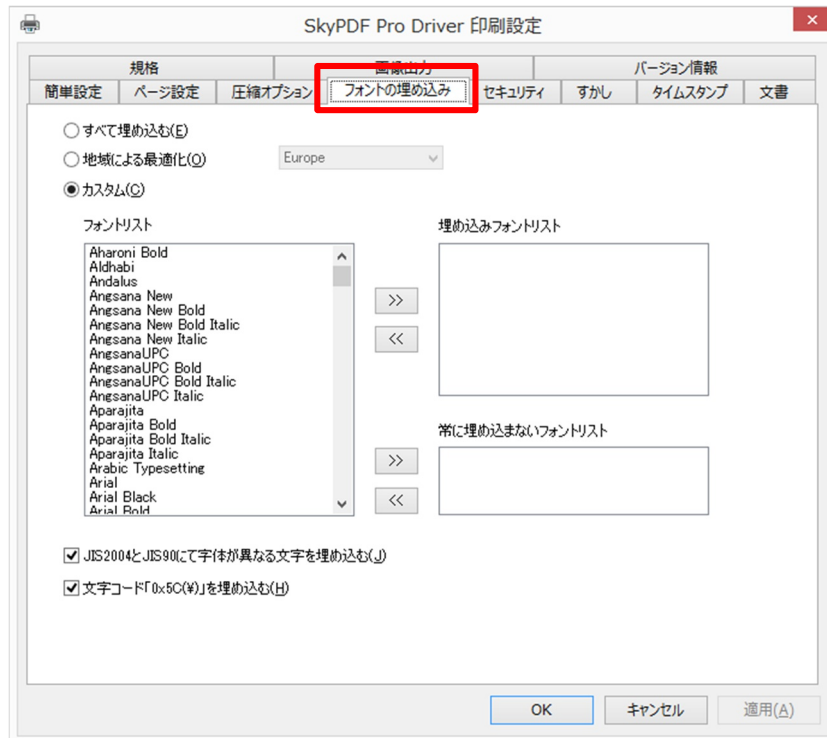 SkyPDF Pro Driver 印刷設定
規格 画像出力 バージョン情報
簡単設定 ページ設定 圧縮オプション フォントの埋め込み セキュリティ すかし タイムスタンプ 文書
すべて埋め込む(E)
地域による最適化(O) Europe
カスタム(C)
フォントリスト
Aharoni Bold
Aldhabi
Andalus
Angsana New
Angsana New Bold
Angsana New Bold Italic
Angsana New Italic
AngsanaUPC
AngsanaUPC Bold
AngsanaUPC Bold Italic
AngsanaUPC Italic
Aparajita
Aparajita Bold
Aparajita Bold Italic
Aparajita Italic
Arabic Typesetting
Arial
Arial Black
Arial Bold
>>
<<
埋め込みフォントリスト
常に埋め込まないフォントリスト
>>
<<
JIS2004とJIS90にて字体が異なる文字を埋め込む(J)
文字コード「0x5C(¥)」を埋め込む(H)
OK キャンセル 適用(A)